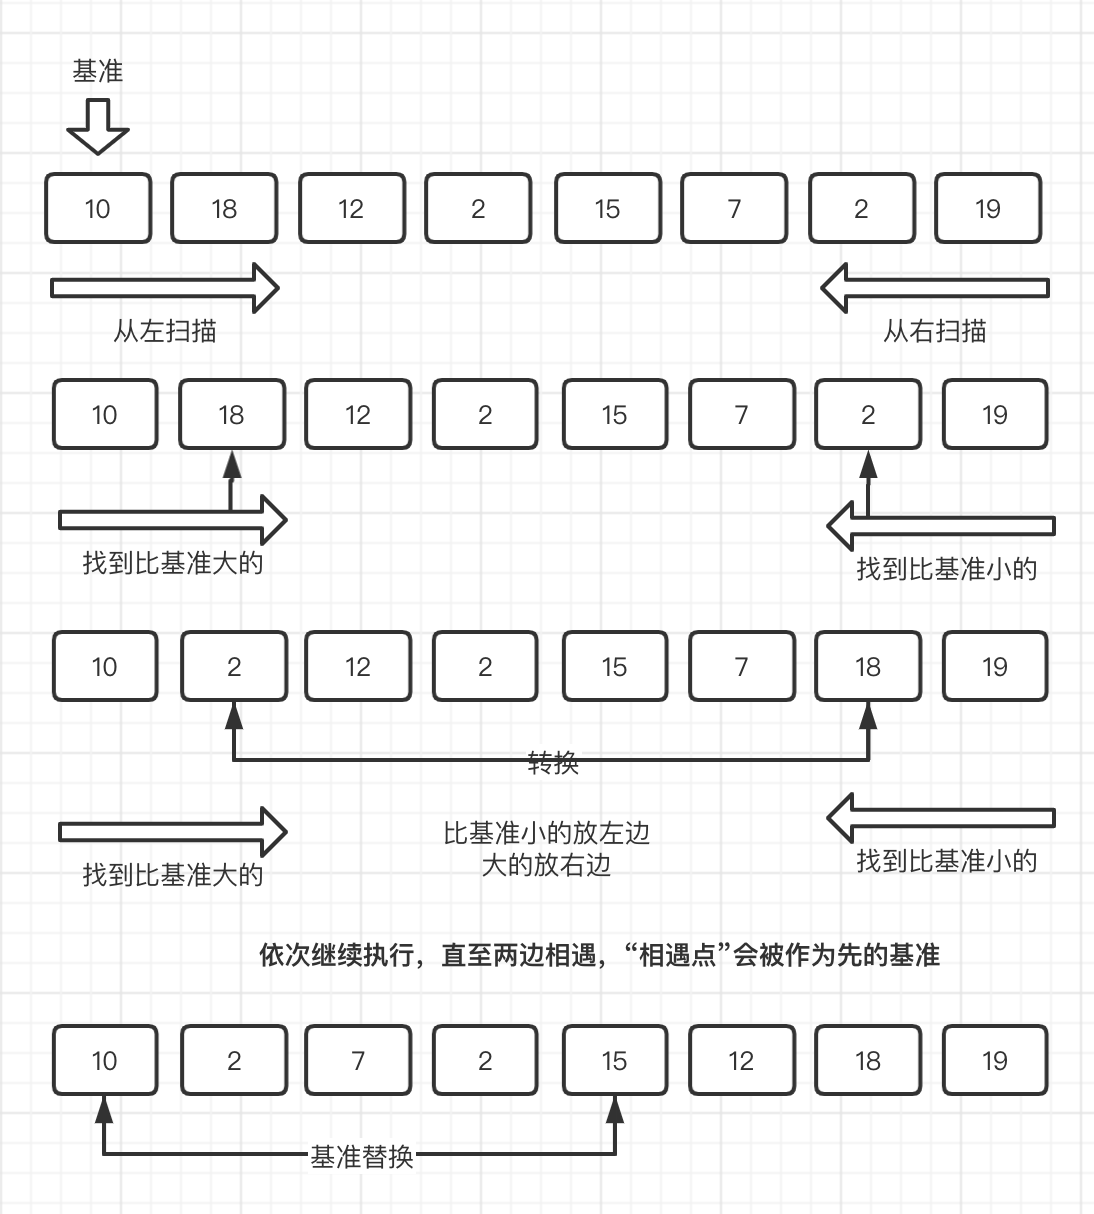 基准
10 18 12 2 15 7 2 19
从左扫描 从右扫描
10 18 12 2 15 7 2 19
找到比基准大的 找到比基准小的
10 2 12 2 15 7 18 19
转换
比基准小的放左边
大的放右边
找到比基准大的 找到比基准小的
依次继续执行，直至两边相遇，“相遇点”会被作为先的基准
10 2 7 2 15 12 18 19
基准替换